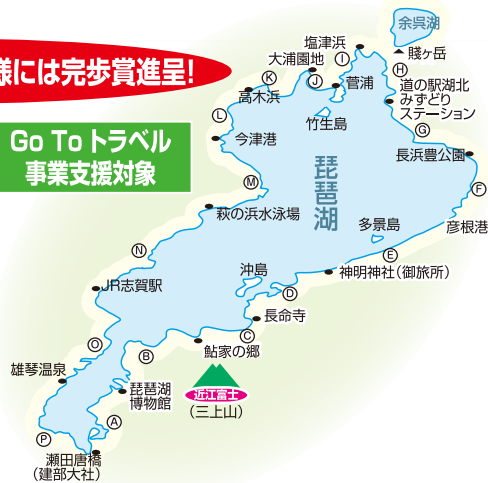 様には完歩賞進呈!
Go To トラベル
事業支援対象
余呉湖
塩津浜
大浦園地
I
賤ヶ岳
K
J
菅浦
H
道の駅湖北
みずどり
ステーション
高木浜
竹生島
L
G
今津港
琵琶湖
長浜豊公園
M
F
萩の浜水泳場
多景島
彦根港
N
E
沖島
神明神社(御旅所)
JR志賀駅
D
長命寺
O
C
B
鮎家の郷
雄琴温泉
琵琶湖
博物館
近江富士
(三上山)
P
A
瀬田唐橋
(建部大社)